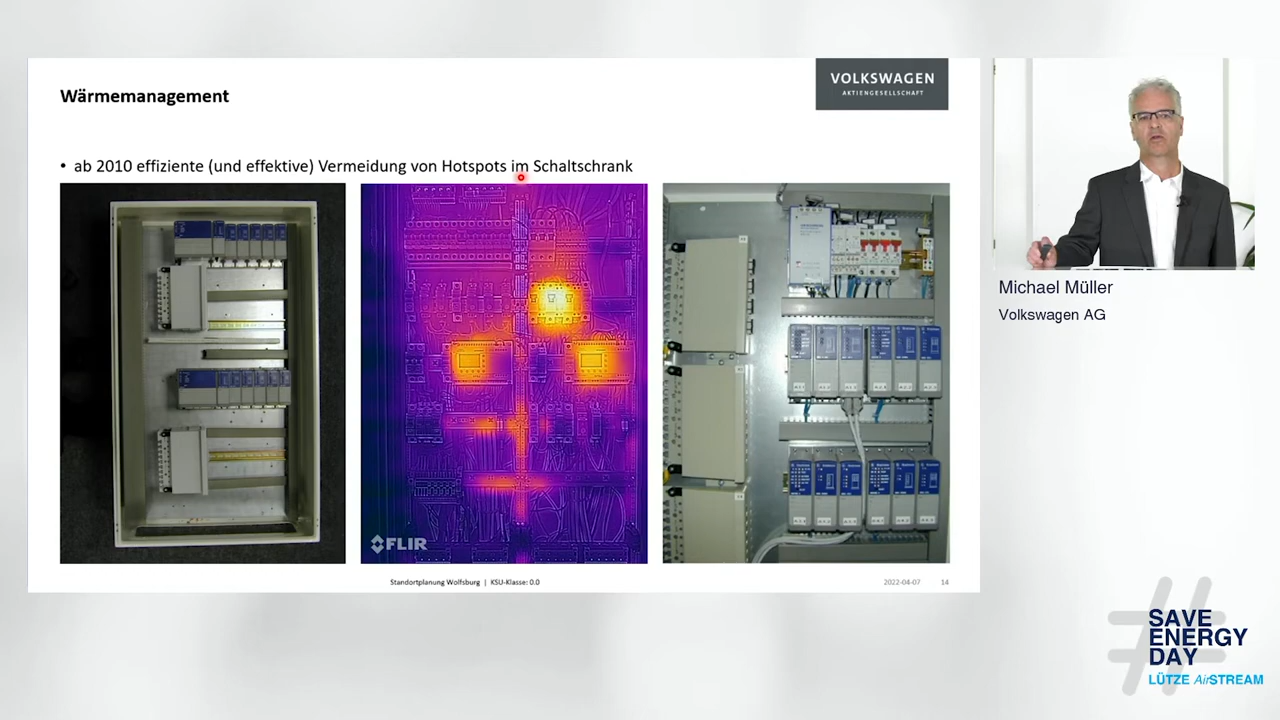 Wärmemanagement
VOLKSWAGEN
AKTIENGESELLSCHAFT
• ab 2010 effiziente (und effektive) Vermeidung von Hotspots im Schaltschrank
FLIR
Standortplanung Wolfsburg | KSU-Klasse: 0.0
2022-04-07
14
Michael Müller
Volkswagen AG
#
SAVE
ENERGY
DAY
LÜTZE AirSTREAM